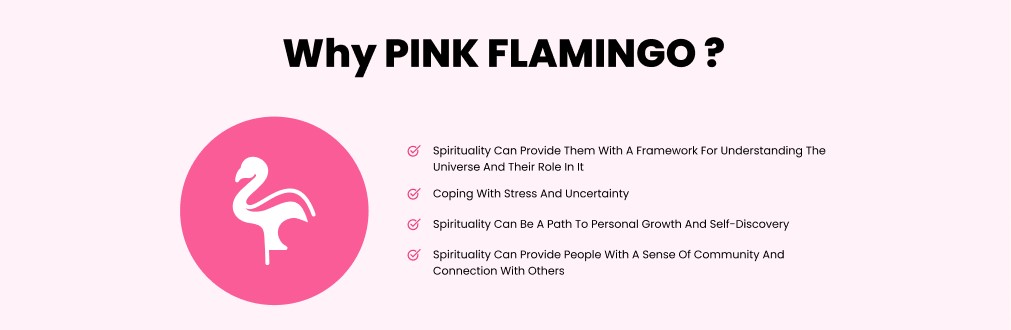 Why PINK FLAMINGO ?
Spirituality Can Provide Them With A Framework For Understanding The
Universe And Their Role In It
Coping With Stress And Uncertainty
Spirituality Can Be A Path To Personal Growth And Self-Discovery
Spirituality Can Provide People With A Sense Of Community And
Connection With Others